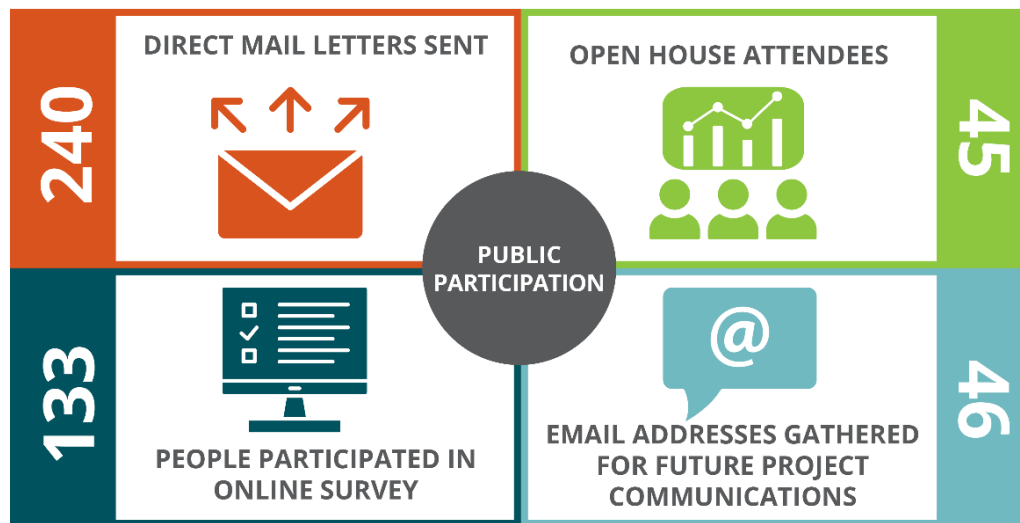 240
DIRECT MAIL LETTERS SENT
OPEN HOUSE ATTENDEES
45
PUBLIC
PARTICIPATION
133
PEOPLE PARTICIPATED IN
ONLINE SURVEY
@
EMAIL ADDRESSES GATHERED
FOR FUTURE PROJECT
COMMUNICATIONS
46